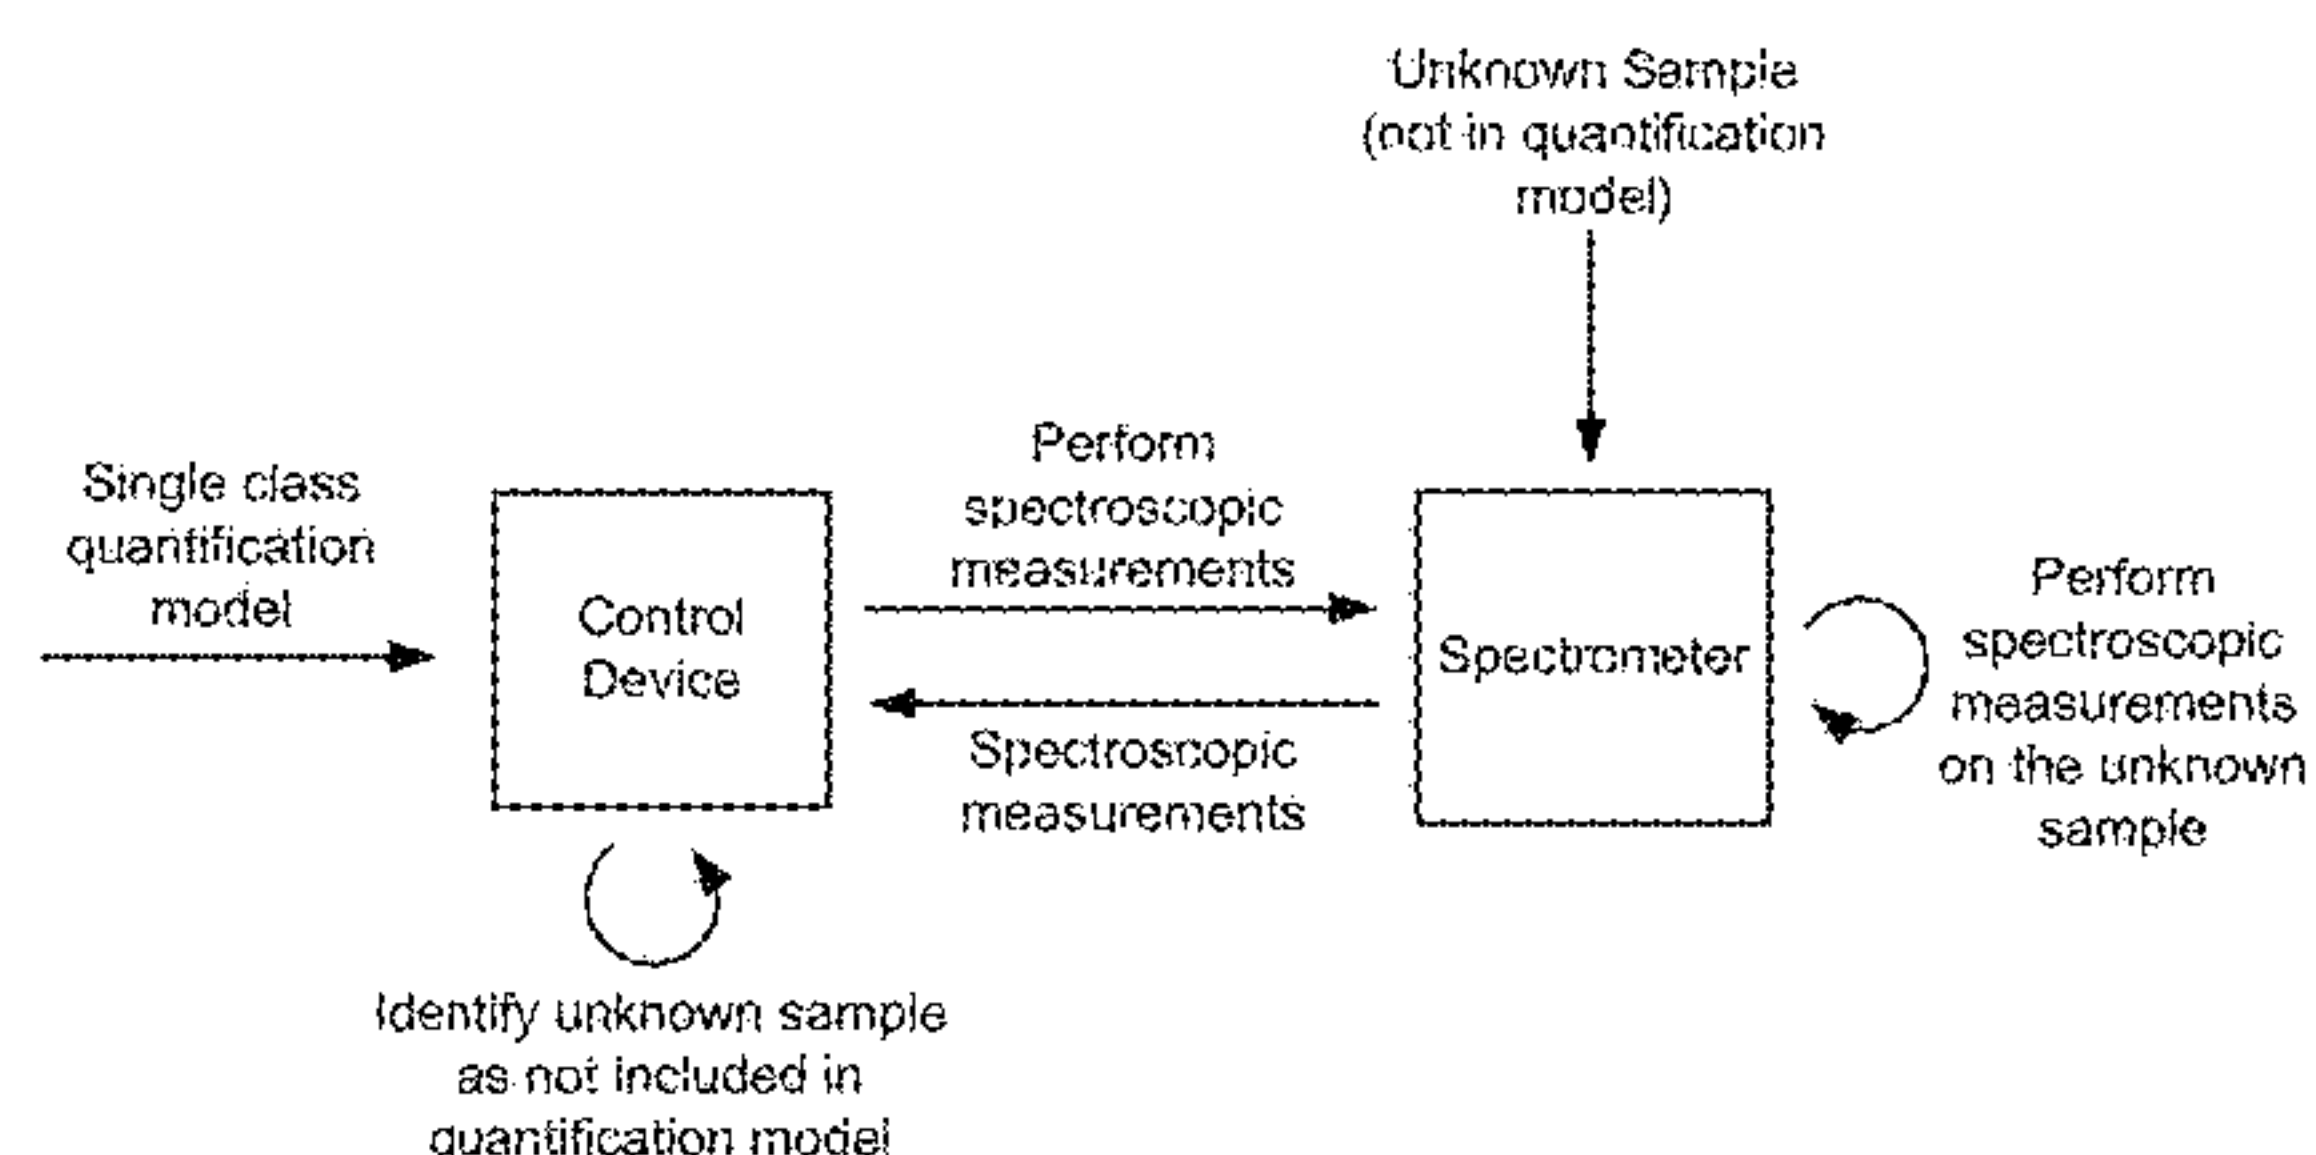 Unknown Sample
(not in quantification
model)
Single class
quantification
model
Control
Device
Perform
spectroscopic
measurements
Spectroscopic
measurements
Spectrometer
Perform
spectroscopic
measurements
on the unknown
sample
Identify unknown sample
as not included in
quantification model